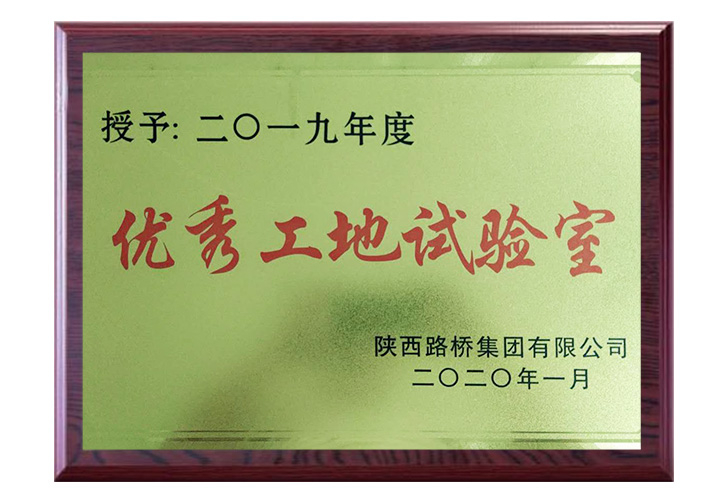 授予: 二〇一九年度
优秀工地试验室
陕西路桥集团有限公司
二〇二〇年一月